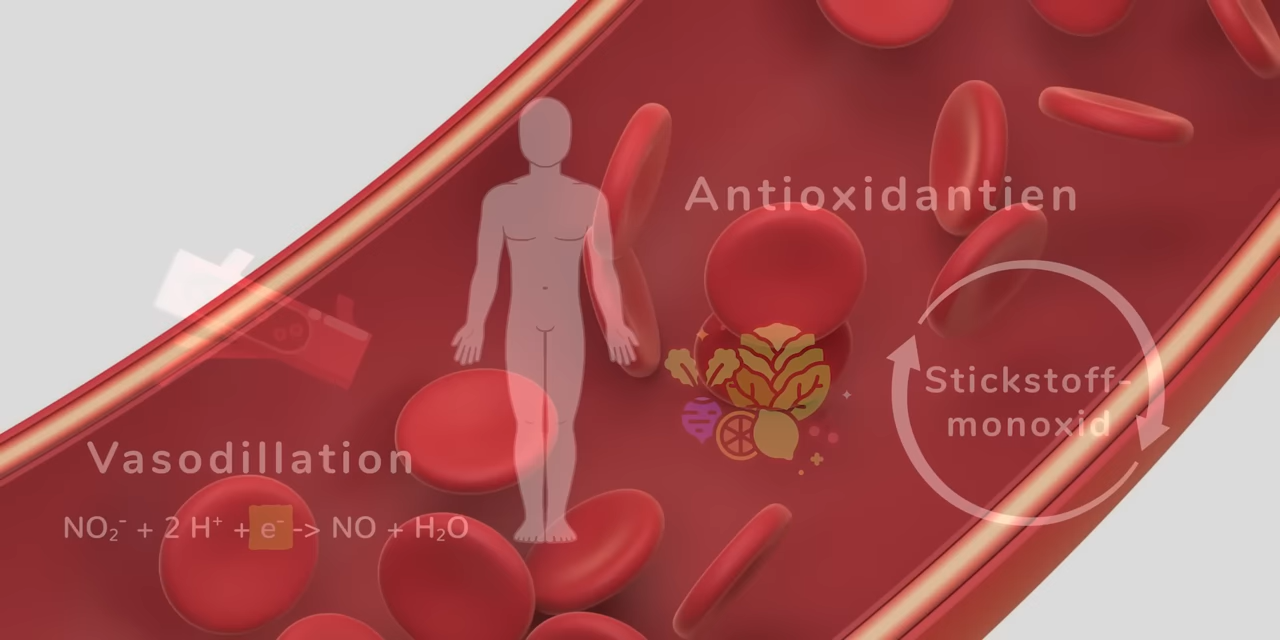 Antioxidantien
Stickstoff-
monoxid
Vasodillation
NO₂⁻ + 2 H⁺ + e⁻ -> NO + H₂O